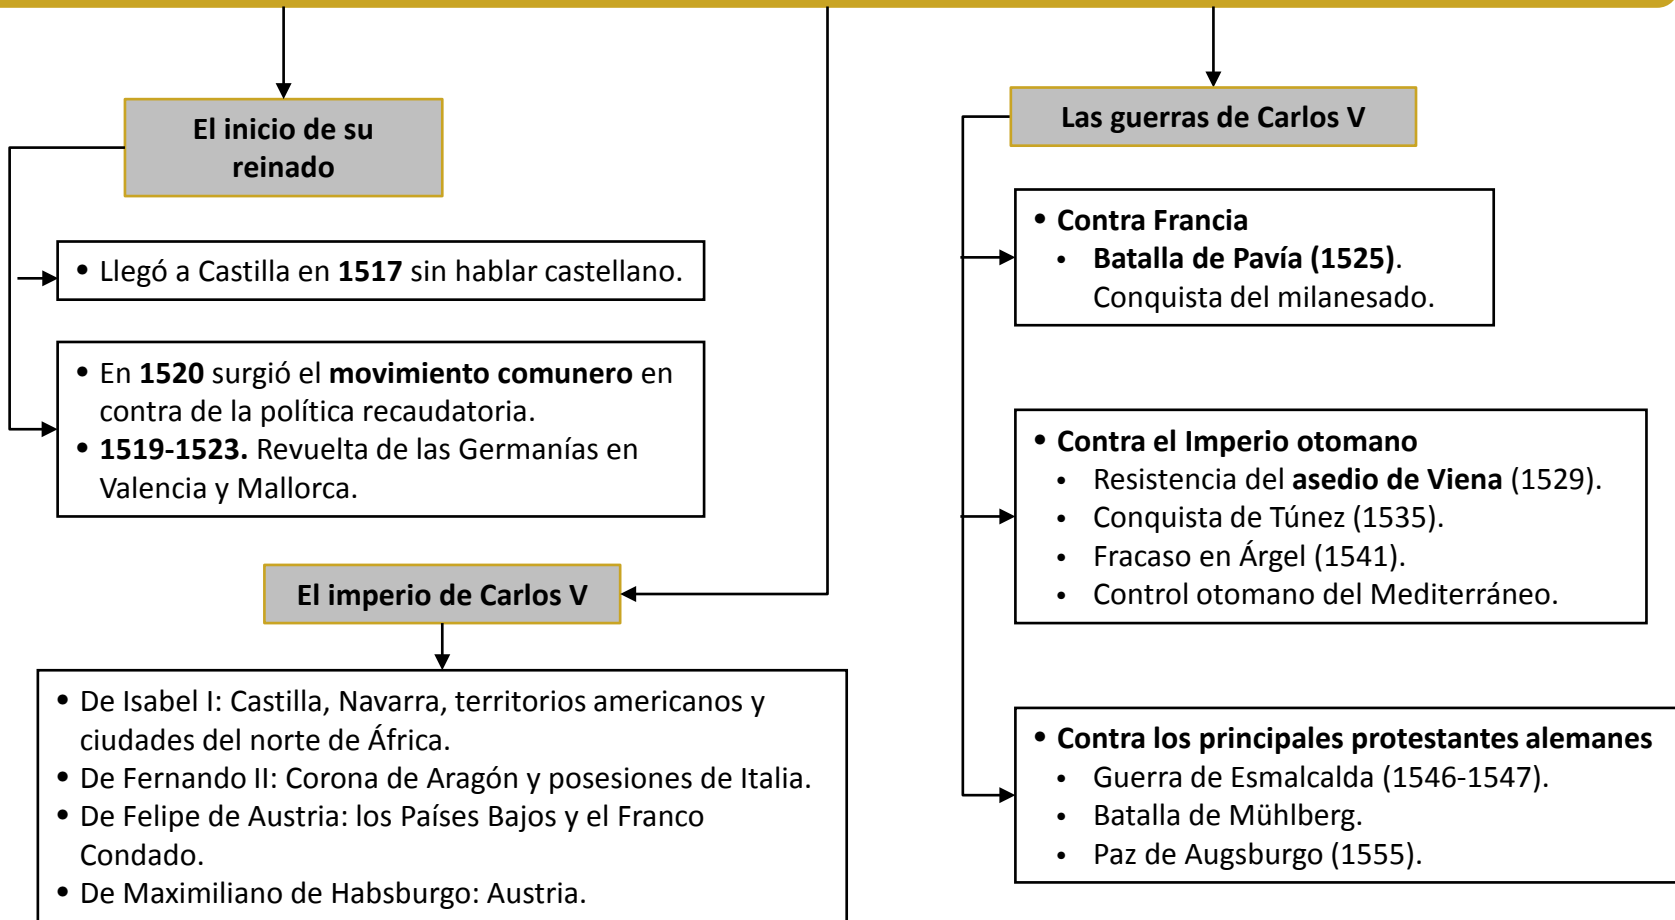 El inicio de su
reinado
• Llegó a Castilla en 1517 sin hablar castellano.
• En 1520 surgió el movimiento comunero en
contra de la política recaudatoria.
• 1519-1523. Revuelta de las Germanías en
Valencia y Mallorca.
El imperio de Carlos V
• De Isabel I: Castilla, Navarra, territorios americanos y
ciudades del norte de África.
• De Fernando II: Corona de Aragón y posesiones de Italia.
• De Felipe de Austria: los Países Bajos y el Franco
Condado.
• De Maximiliano de Habsburgo: Austria.
Las guerras de Carlos V
• Contra Francia
• Batalla de Pavía (1525).
Conquista del milanesado.
• Contra el Imperio otomano
• Resistencia del asedio de Viena (1529).
• Conquista de Túnez (1535).
• Fracaso en Árgel (1541).
• Control otomano del Mediterráneo.
• Contra los principales protestantes alemanes
• Guerra de Esmalcalda (1546-1547).
• Batalla de Mühlberg.
• Paz de Augsburgo (1555).